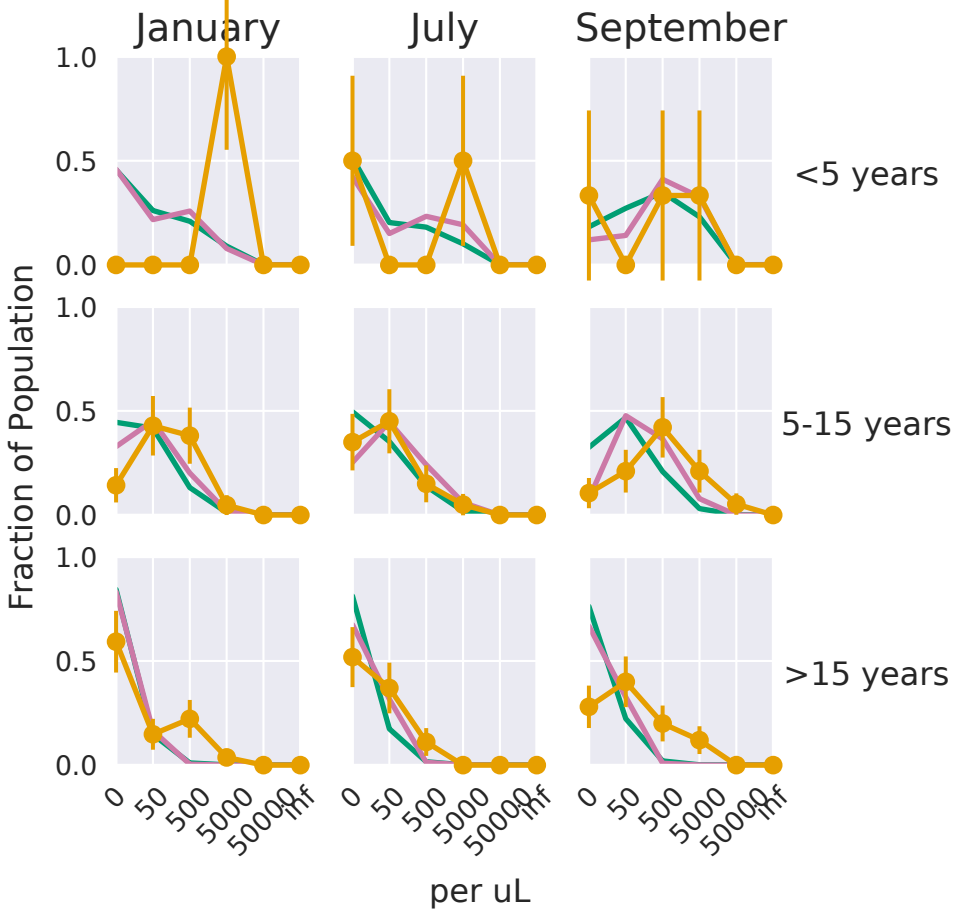 January July September
1.0
0.5
0.0
<5 years
1.0
0.5
0.0
5-15 years
1.0
0.5
0.0
>15 years
Fraction of Population
0 50 500 5000 50000 inf 0 50 500 5000 50000 inf 0 50 500 5000 50000 inf
per uL